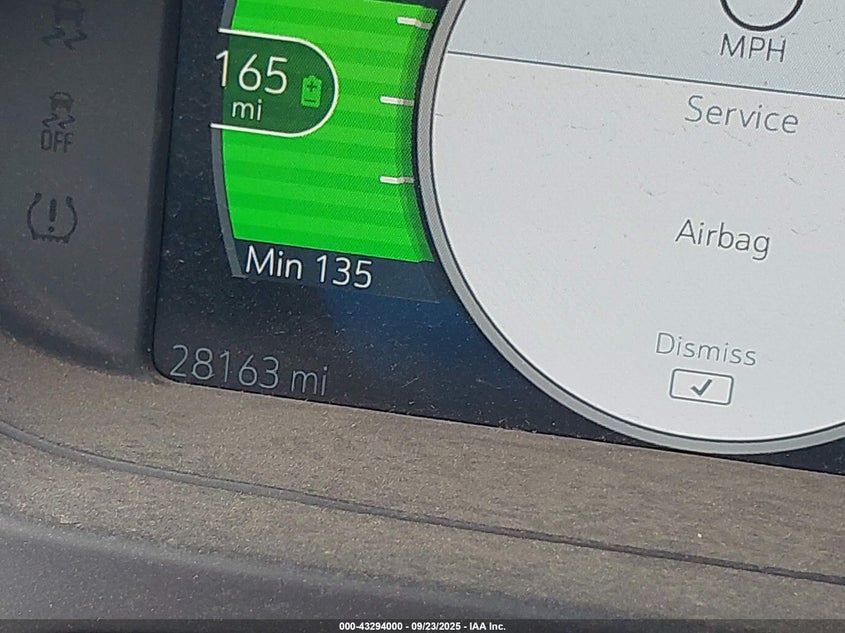 MPH
165
mi
OFF
Service
Airbag
Min 135
Dismiss
28163 mi
000-43294000 - 09/23/2025 - IAA Inc.